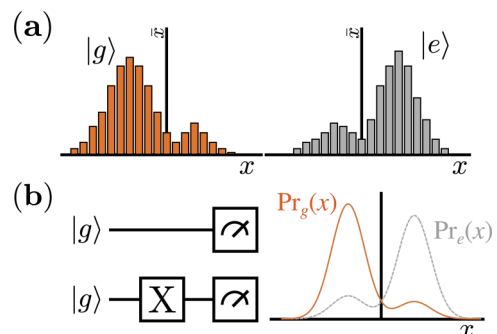 (a)
|g⟩ x̄ x̄ |e⟩
x x
(b)
|g⟩ Pr_g(x) Pr_e(x)
|g⟩ X
x